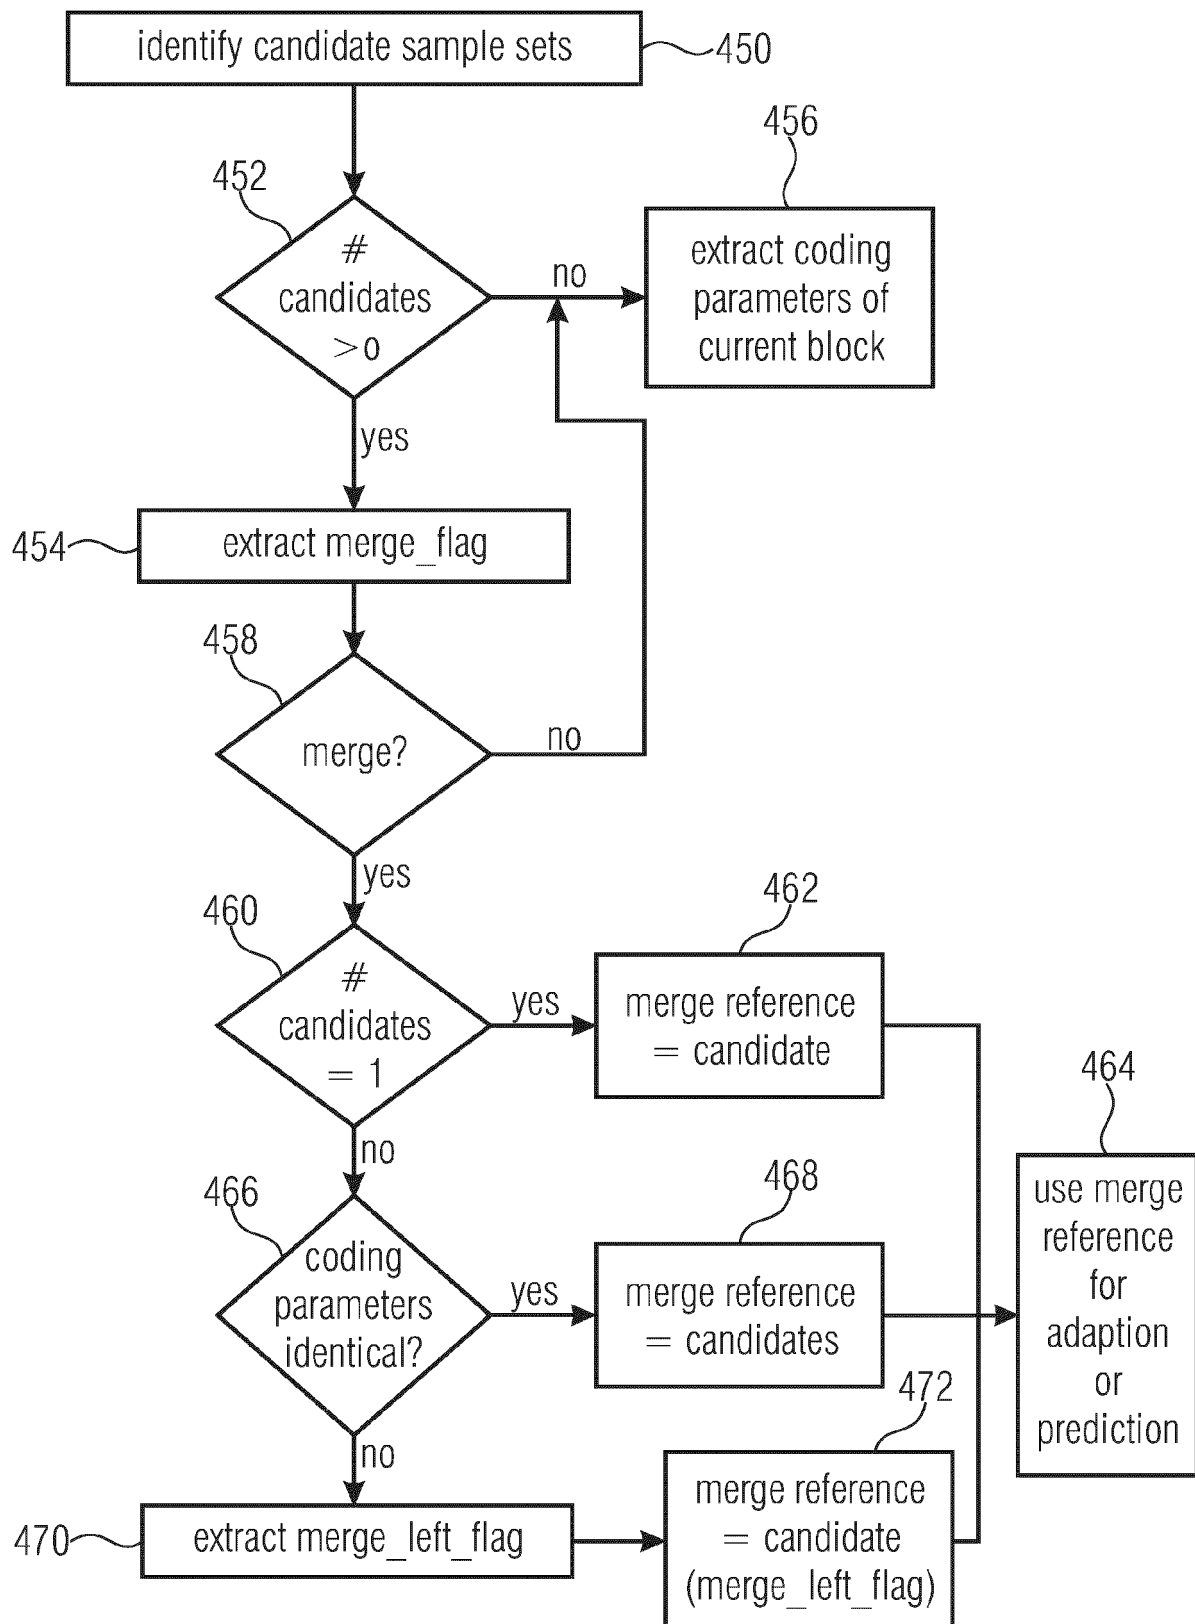 identify candidate sample sets
450
456
452
#
candidates
>o
no
extract coding
parameters of
current block
yes
454
extract merge_flag
458
merge?
no
yes
460
462
#
candidates
= 1
yes
merge reference
= candidate
464
no
466
468
coding
parameters
identical?
yes
merge reference
= candidates
use merge
reference
for
adaption
or
prediction
472
no
470
extract merge_left_flag
merge reference
= candidate
(merge_left_flag)